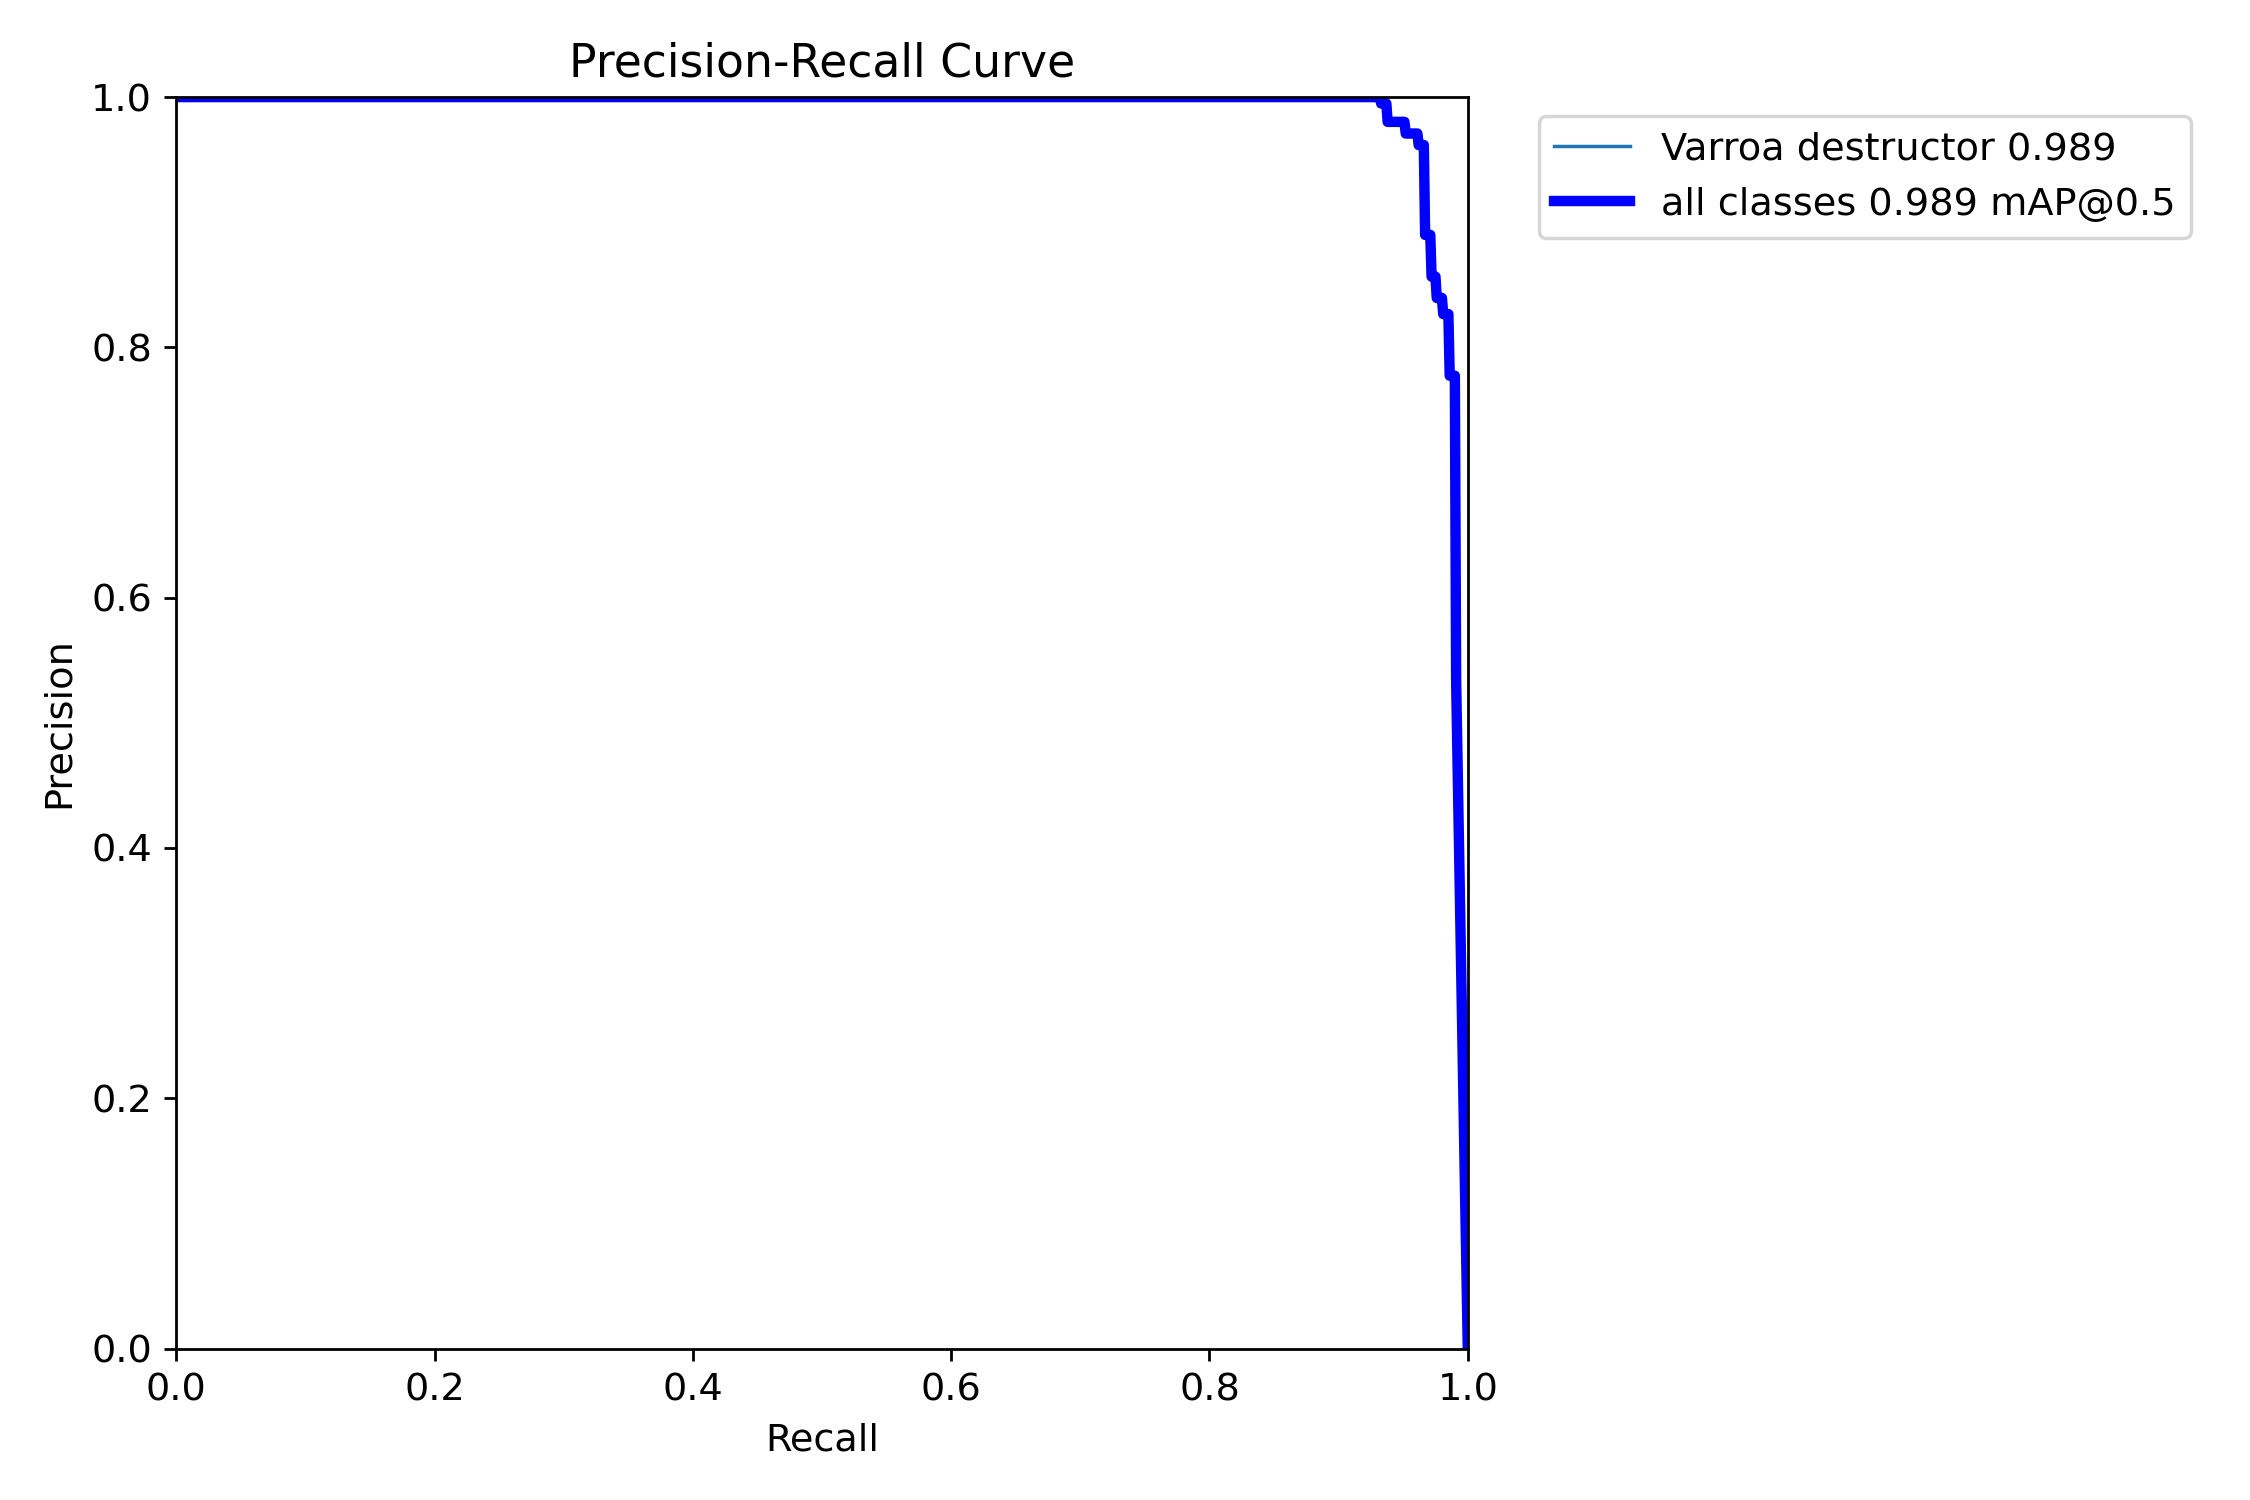 Precision-Recall Curve
1.0
0.8
0.6
0.4
0.2
0.0
Precision
0.0 0.2 0.4 0.6 0.8 1.0
Recall
Varroa destructor 0.989
all classes 0.989 mAP@0.5